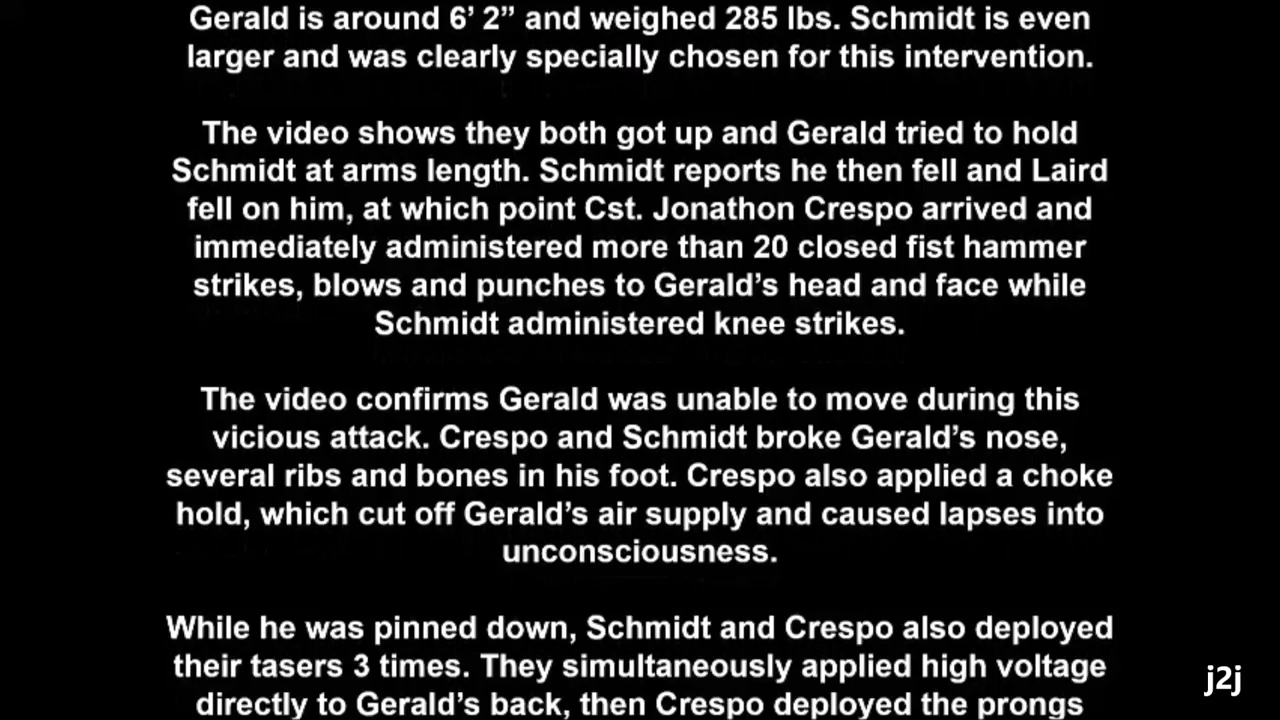 Gerald is around 6’ 2” and weighed 285 lbs. Schmidt is even
larger and was clearly specially chosen for this intervention.
The video shows they both got up and Gerald tried to hold
Schmidt at arms length. Schmidt reports he then fell and Laird
fell on him, at which point Cst. Jonathon Crespo arrived and
immediately administered more than 20 closed fist hammer
strikes, blows and punches to Gerald’s head and face while
Schmidt administered knee strikes.
The video confirms Gerald was unable to move during this
vicious attack. Crespo and Schmidt broke Gerald’s nose,
several ribs and bones in his foot. Crespo also applied a choke
hold, which cut off Gerald’s air supply and caused lapses into
unconsciousness.
While he was pinned down, Schmidt and Crespo also deployed
their tasers 3 times. They simultaneously applied high voltage
directly to Gerald’s back, then Crespo deployed the prongs
j2j